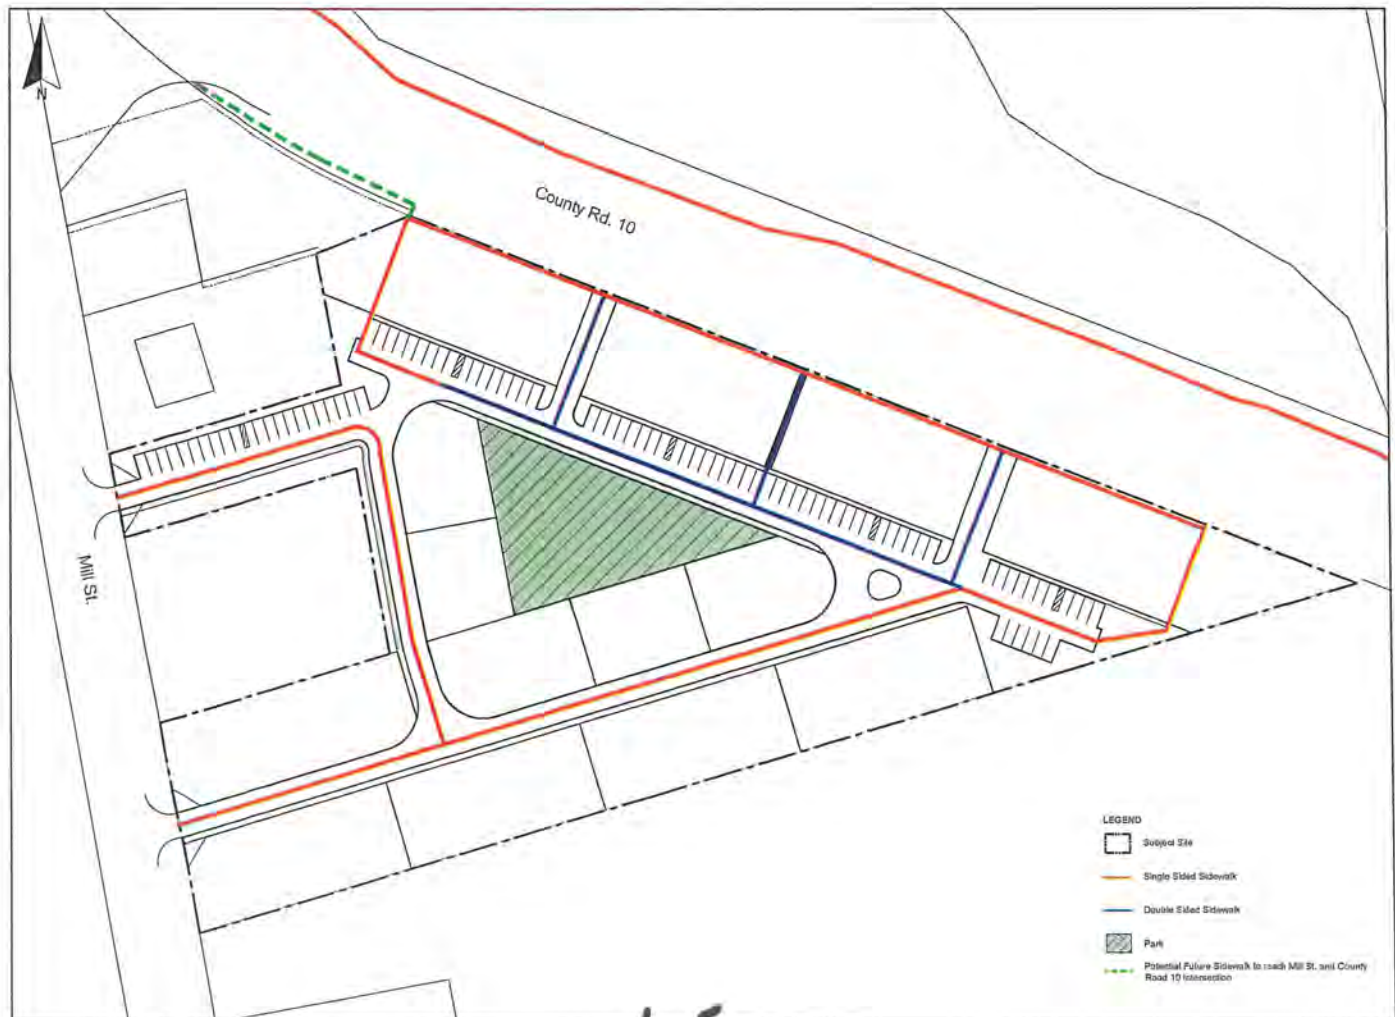 N
County Rd. 10
Mill St.
LEGEND
Subject Site
Single Sided Sidewalk
Double Sided Sidewalk
Park
Potential Future Sidewalk to reach Mill St. and County
Road 10 Intersection